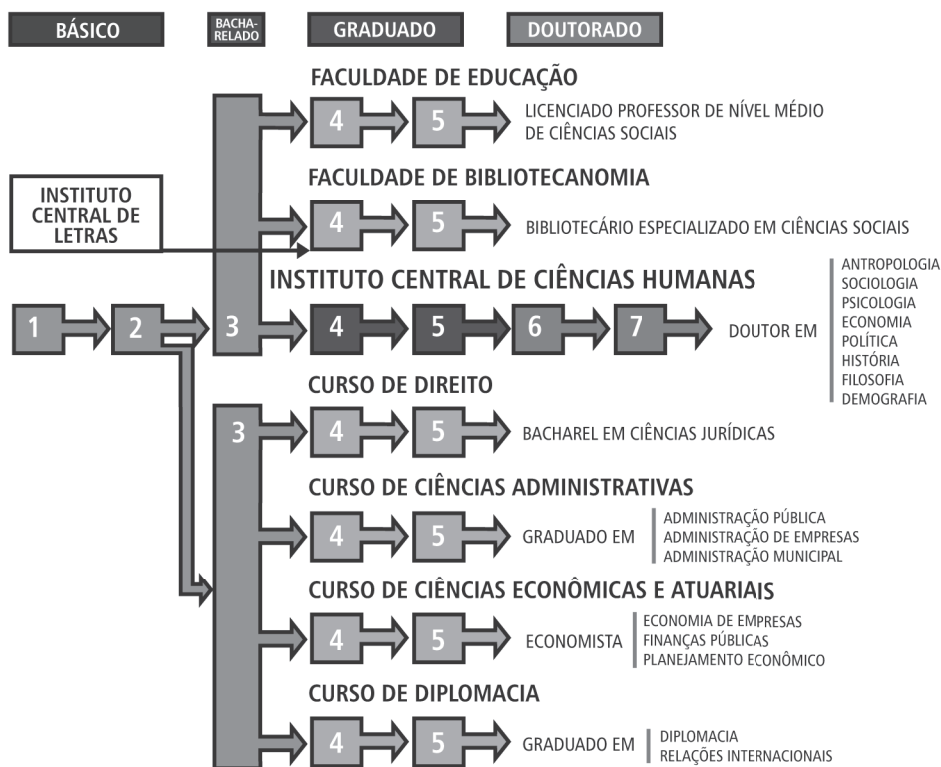 BÁSICO
BACHA-
RELADO
GRADUADO
DOUTORADO
FACULDADE DE EDUCAÇÃO
4
5
LICENCIADO PROFESSOR DE NÍVEL MÉDIO
DE CIÊNCIAS SOCIAIS
FACULDADE DE BIBLIOTECANOMIA
INSTITUTO
CENTRAL DE
LETRAS
4
5
BIBLIOTECÁRIO ESPECIALIZADO EM CIÊNCIAS SOCIAIS
INSTITUTO CENTRAL DE CIÊNCIAS HUMANAS
1
2
3
4
5
6
7
DOUTOR EM
ANTROPOLOGIA
SOCIOLOGIA
PSICOLOGIA
ECONOMIA
POLÍTICA
HISTÓRIA
FILOSOFIA
DEMOGRAFIA
CURSO DE DIREITO
3
4
5
BACHAREL EM CIÊNCIAS JURÍDICAS
CURSO DE CIÊNCIAS ADMINISTRATIVAS
4
5
GRADUADO EM
ADMINISTRAÇÃO PÚBLICA
ADMINISTRAÇÃO DE EMPRESAS
ADMINISTRAÇÃO MUNICIPAL
CURSO DE CIÊNCIAS ECONÔMICAS E ATUARIAIS
4
5
ECONOMISTA
ECONOMIA DE EMPRESAS
FINANÇAS PÚBLICAS
PLANEJAMENTO ECONÔMICO
CURSO DE DIPLOMACIA
4
5
GRADUADO EM
DIPLOMACIA
RELAÇÕES INTERNACIONAIS